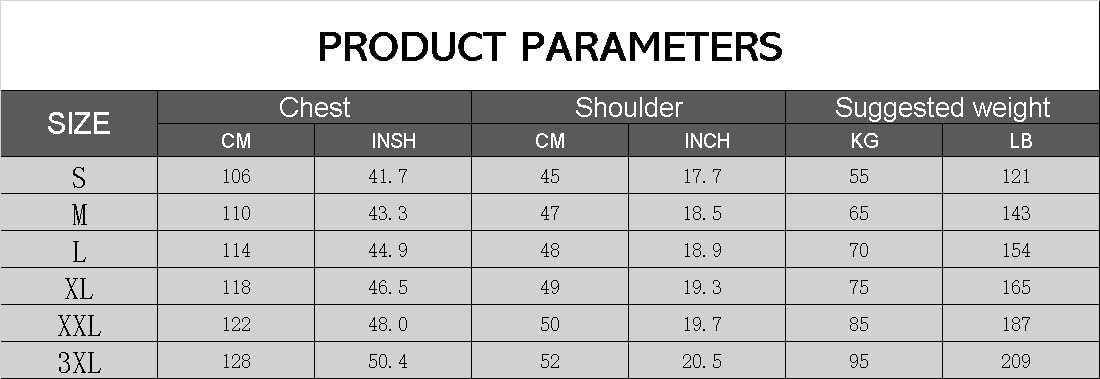 PRODUCT PARAMETERS
SIZE Chest Shoulder Suggested weight
CM INSH CM INCH KG LB
S 106 41.7 45 17.7 55 121
M 110 43.3 47 18.5 65 143
L 114 44.9 48 18.9 70 154
XL 118 46.5 49 19.3 75 165
XXL 122 48.0 50 19.7 85 187
3XL 128 50.4 52 20.5 95 209